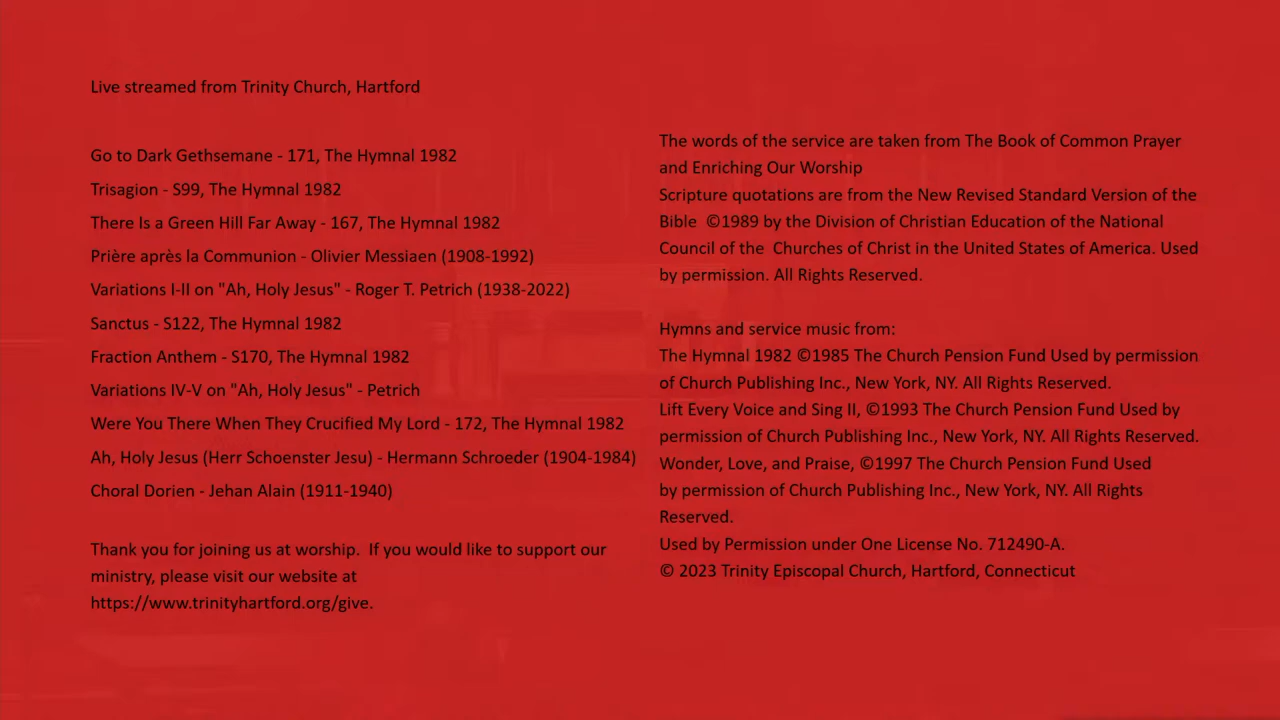 Live streamed from Trinity Church, Hartford
Go to Dark Gethsemane - 171, The Hymnal 1982
Trisagion - S99, The Hymnal 1982
There Is a Green Hill Far Away - 167, The Hymnal 1982
Prière après la Communion - Olivier Messiaen (1908-1992)
Variations I-II on "Ah, Holy Jesus" - Roger T. Petrich (1938-2022)
Sanctus - S122, The Hymnal 1982
Fraction Anthem - S170, The Hymnal 1982
Variations IV-V on "Ah, Holy Jesus" - Petrich
Were You There When They Crucified My Lord - 172, The Hymnal 1982
Ah, Holy Jesus (Herr Schoenster Jesu) - Hermann Schroeder (1904-1984)
Choral Dorien - Jehan Alain (1911-1940)
Thank you for joining us at worship.  If you would like to support our
ministry, please visit our website at
https://www.trinityhartford.org/give.
The words of the service are taken from The Book of Common Prayer
and Enriching Our Worship
Scripture quotations are from the New Revised Standard Version of the
Bible  ©1989 by the Division of Christian Education of the National
Council of the  Churches of Christ in the United States of America. Used
by permission. All Rights Reserved.
Hymns and service music from:
The Hymnal 1982 ©1985 The Church Pension Fund Used by permission
of Church Publishing Inc., New York, NY. All Rights Reserved.
Lift Every Voice and Sing II, ©1993 The Church Pension Fund Used by
permission of Church Publishing Inc., New York, NY. All Rights Reserved.
Wonder, Love, and Praise, ©1997 The Church Pension Fund Used
by permission of Church Publishing Inc., New York, NY. All Rights
Reserved.
Used by Permission under One License No. 712490-A.
© 2023 Trinity Episcopal Church, Hartford, Connecticut